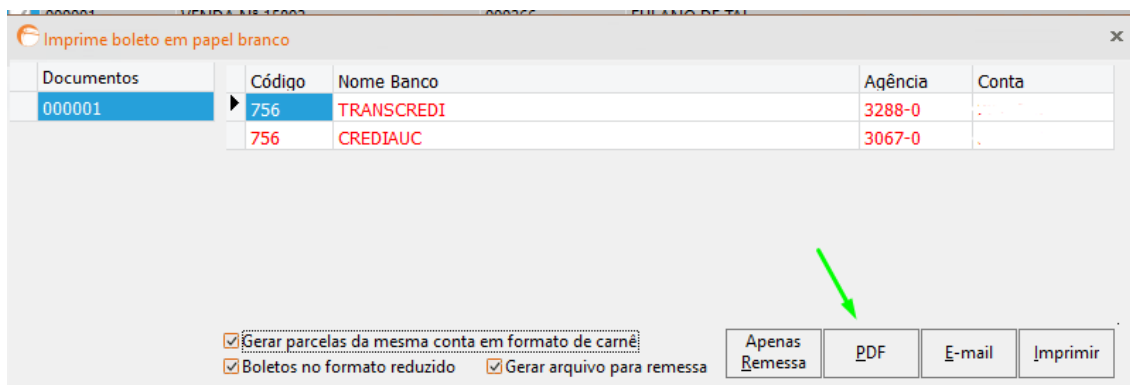 Imprime boleto em papel branco
Documentos Código Nome Banco Agência Conta
000001 756 TRANSCREDI 3288-0
756 CREDIAUC 3067-0
Gerar parcelas da mesma conta em formato de carnê
Boletos no formato reduzido Gerar arquivo para remessa
Apenas Remessa PDF E-mail Imprimir